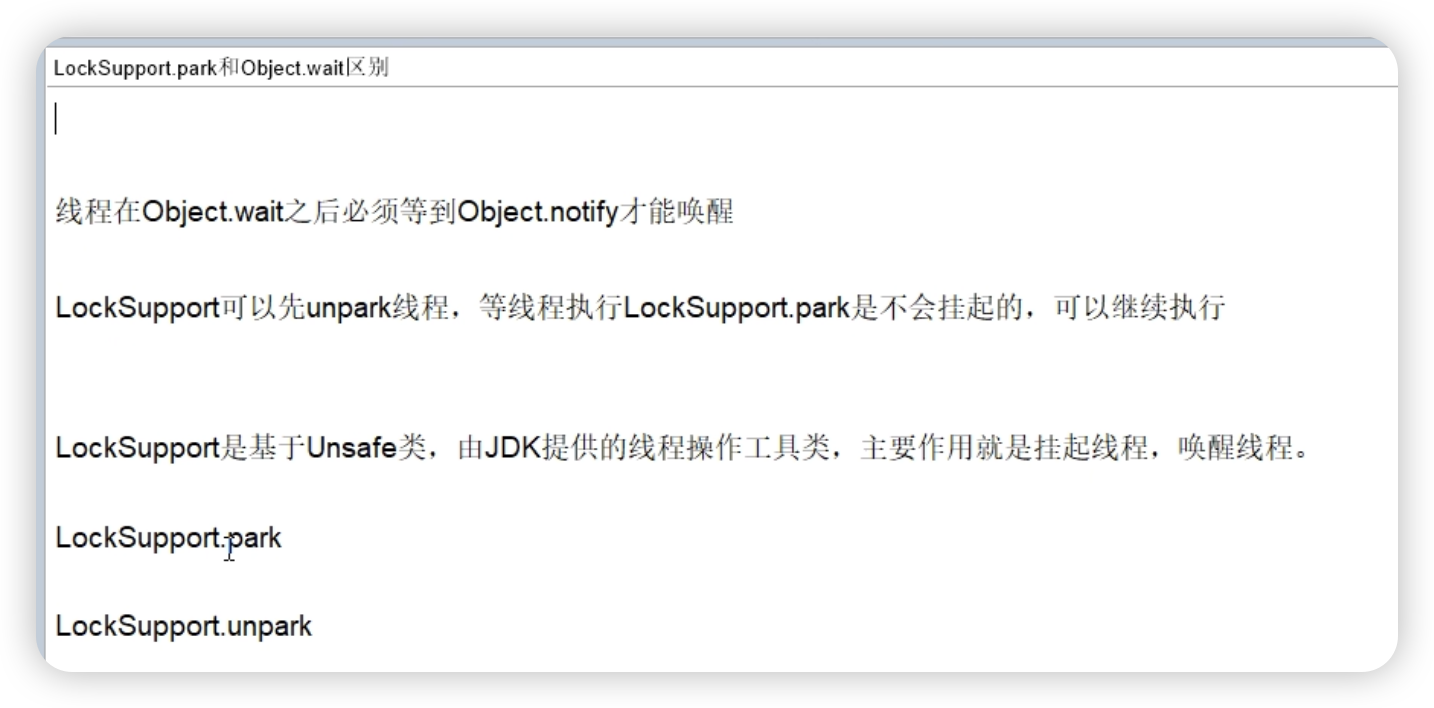 LockSupport.park和Object.wait区别
线程在Object.wait之后必须等到Object.notify才能唤醒
LockSupport可以先unpark线程，等线程执行LockSupport.park是不会挂起的，可以继续执行
LockSupport是基于Unsafe类，由JDK提供的线程操作工具类，主要作用就是挂起线程，唤醒线程。
LockSupport.park
LockSupport.unpark